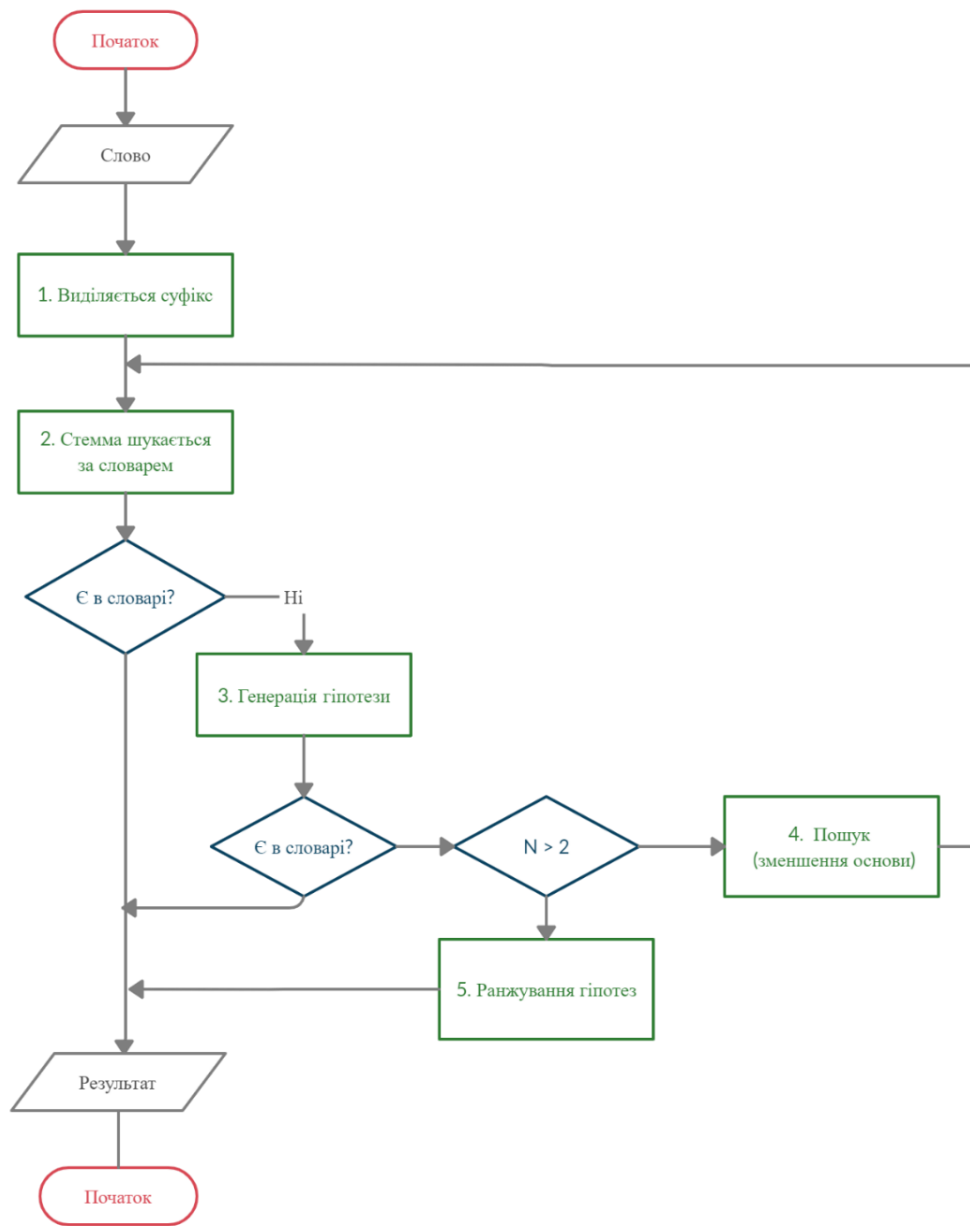 Початок
Слово
1. Виділяється суфікс
2. Стемма шукається
за словарем
Є в словарі?
Ні
3. Генерація гіпотези
Є в словарі?
N > 2
4. Пошук
(зменшення основи)
5. Ранжування гіпотез
Результат
Початок